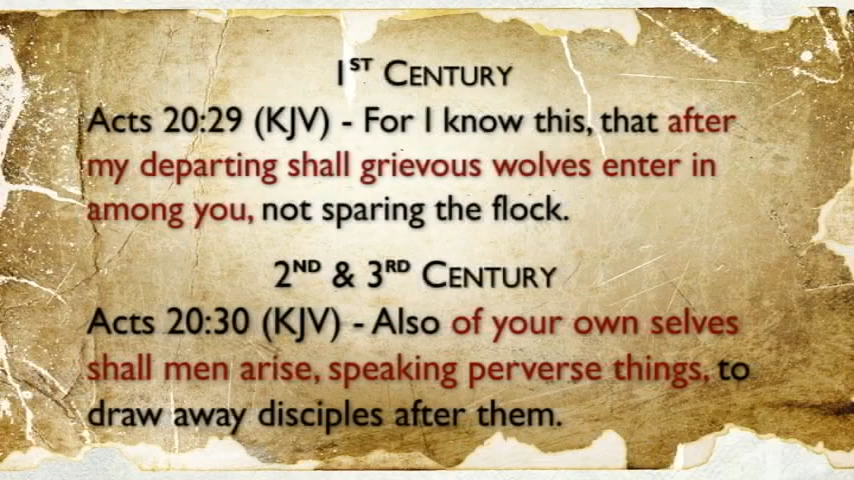 1ST CENTURY
Acts 20:29 (KJV) - For I know this, that after
my departing shall grievous wolves enter in
among you, not sparing the flock.
2ND & 3RD CENTURY
Acts 20:30 (KJV) - Also of your own selves
shall men arise, speaking perverse things, to
draw away disciples after them.